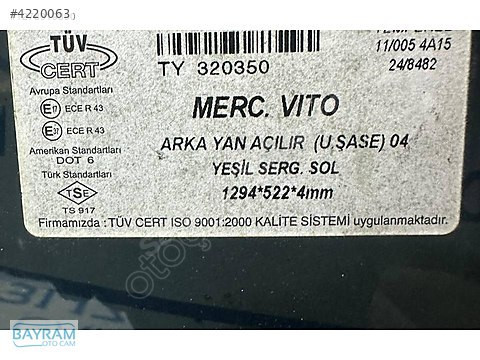 #4220063
TÜV
CERT
TY 320350
11/005 4A15
24/8482
Avrupa Standartları
ECE R 43
ECE R 43
Amerikan Standartları
DOT 6
Türk Standartları
TSE
TS 917
MERC. VITO
ARKA YAN AÇILIR (U.ŞASE) 04
YEŞİL SERG. SOL
1294*522*4mm
Firmamızda : TÜV CERT ISO 9001:2000 KALİTE SİSTEMİ uygulanmaktadır.
BAYRAM
OTO CAM